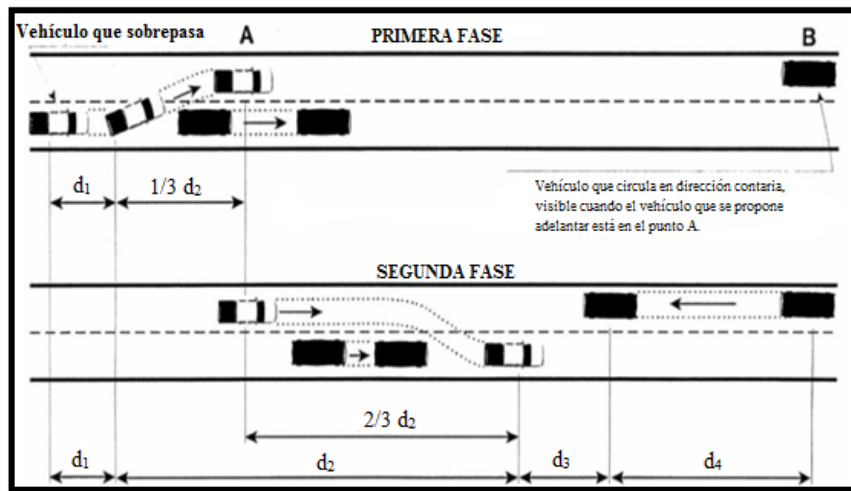 Vehículo que sobrepasa
A
PRIMERA FASE
B
d₁
1/3 d₂
Vehículo que circula en dirección contaria,
visible cuando el vehículo que se propone
adelantar está en el punto A.
SEGUNDA FASE
2/3 d₂
d₁
d₂
d₃
d₄